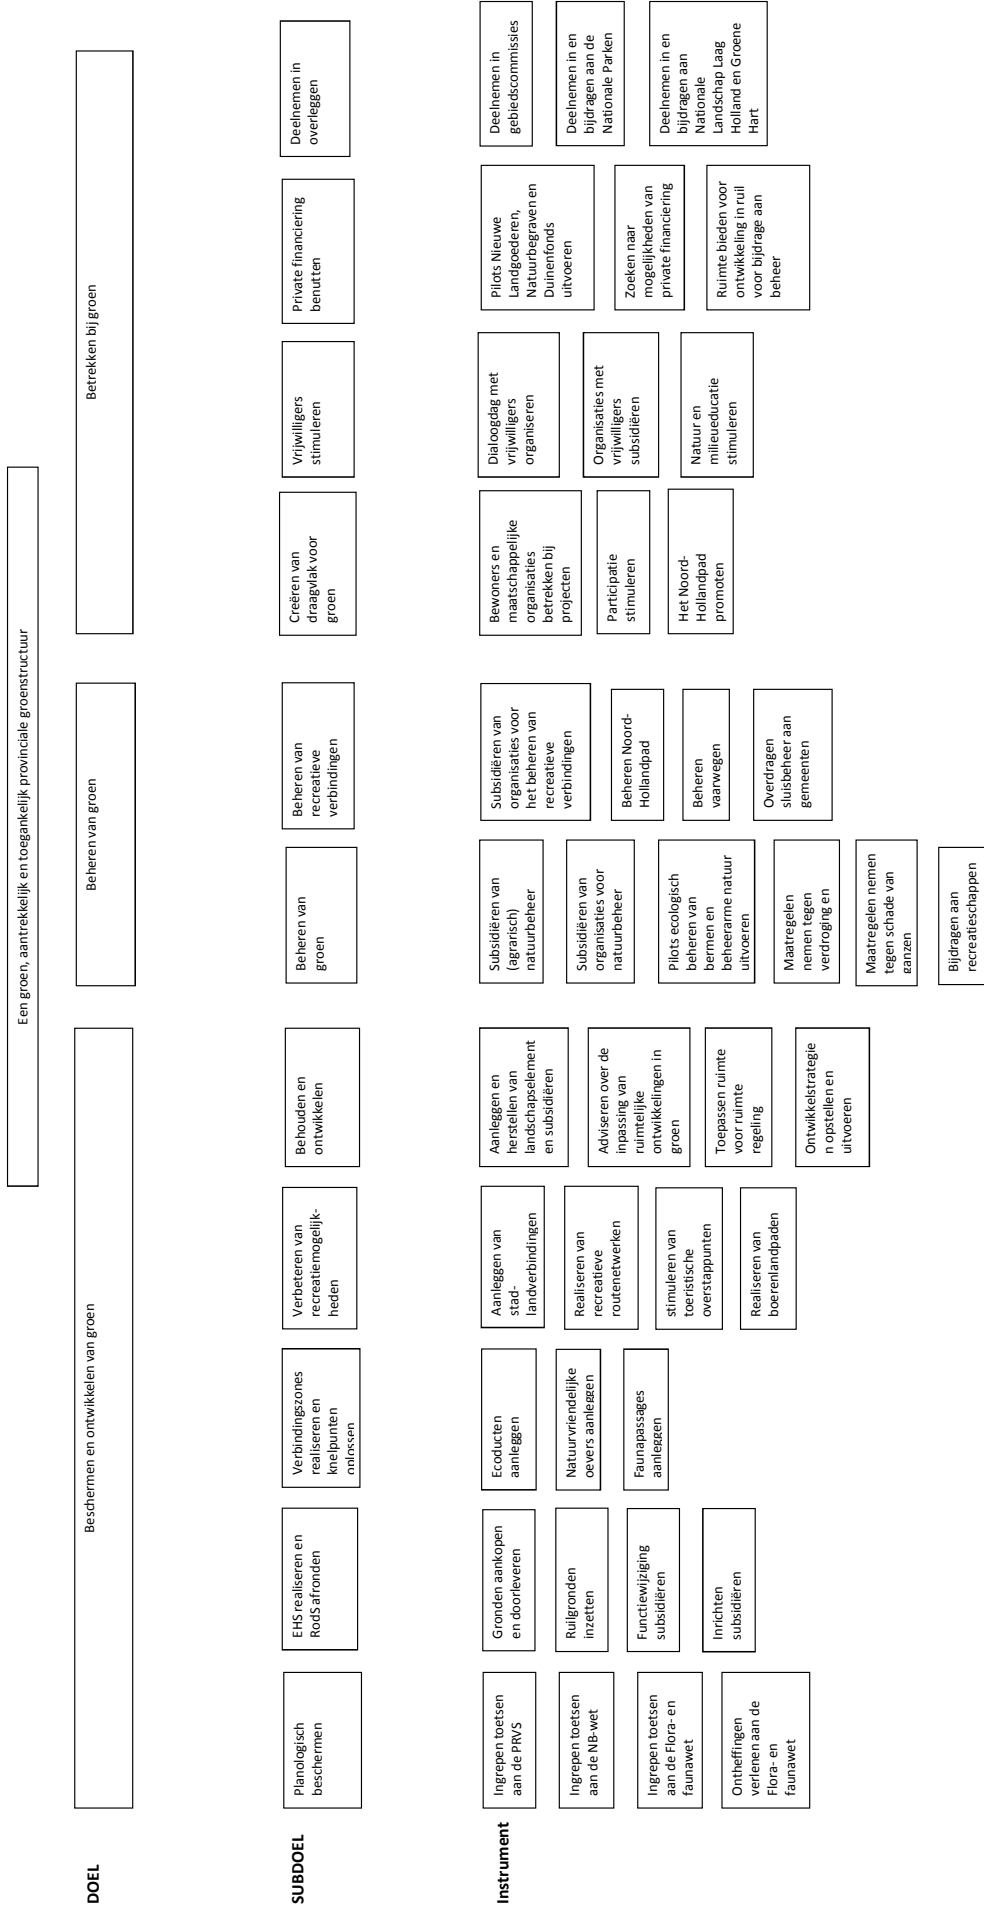 Een groen, aantrekkelijk en toegankelijk provinciale groenstructuur
DOEL
Beschermen en ontwikkelen van groen
Beheren van groen
Betrekken bij groen
SUBDOEL
Planologisch
beschermen
EHS realiseren en
RodS afronden
Verbindingszones
realiseren en
knelpunten
oplossen
Verbeteren van
recreatiemogelijk-
heden
Behouden en
ontwikkelen
Beheren van
groen
Beheren van
recreatieve
verbindingen
Creëren van
draagvlak voor
groen
Vrijwilligers
stimuleren
Private financiering
benutten
Deelnemen in
overleggen
Instrument
Ingrepen toetsen
aan de PRVS
Ingrepen toetsen
aan de NB-wet
Ingrepen toetsen
aan de Flora- en
faunawet
Ontheffingen
verlenen aan de
Flora- en
faunawet
Gronden aankopen
en doorleveren
Ruilgronden
inzetten
Functiewijziging
subsidiëren
Inrichten
subsidiëren
Ecoducten
aanleggen
Natuurvriendelijke
oevers aanleggen
Faunapassages
aanleggen
Aanleggen van
stad-
landverbindingen
Realiseren van
recreatieve
routenetwerken
stimuleren van
toeristische
overstappunten
Realiseren van
boerenlandpaden
Aanleggen en
herstellen van
landschapselement
en subsidiëren
Adviseren over de
inpassing van
ruimtelijke
ontwikkelingen in
groen
Toepassen ruimte
voor ruimte
regeling
Ontwikkelstrategie
n opstellen en
uitvoeren
Subsidiëren van
(agrarisch)
natuurbeheer
Subsidiëren van
organisaties voor
natuurbeheer
Pilots ecologisch
beheren van
bermen en
beheerarme natuur
uitvoeren
Maatregelen
nemen tegen
verdroging en
Maatregelen nemen
tegen schade van
ganzen
Bijdragen aan
recreatieschappen
Subsidiëren van
organisaties voor
het beheren van
recreatieve
verbindingen
Beheren Noord-
Hollandpad
Beheren
vaarwegen
Overdragen
sluisbeheer aan
gemeenten
Bewoners en
maatschappelijke
organisaties
betrekken bij
projecten
Participatie
stimuleren
Het Noord-
Hollandpad
promoten
Dialoogdag met
vrijwilligers
organiseren
Organisaties met
vrijwilligers
subsidiëren
Natuur en
milieueducatie
stimuleren
Pilots Nieuwe
Landgoederen,
Natuurbegraven en
Duinenfonds
uitvoeren
Zoeken naar
mogelijkheden van
private financiering
Ruimte bieden voor
ontwikkeling in ruil
voor bijdrage aan
beheer
Deelnemen in
gebiedscommissies
Deelnemen in en
bijdragen aan de
Nationale Parken
Deelnemen in en
bijdragen aan
Nationale
Landschap Laag
Holland en Groene
Hart